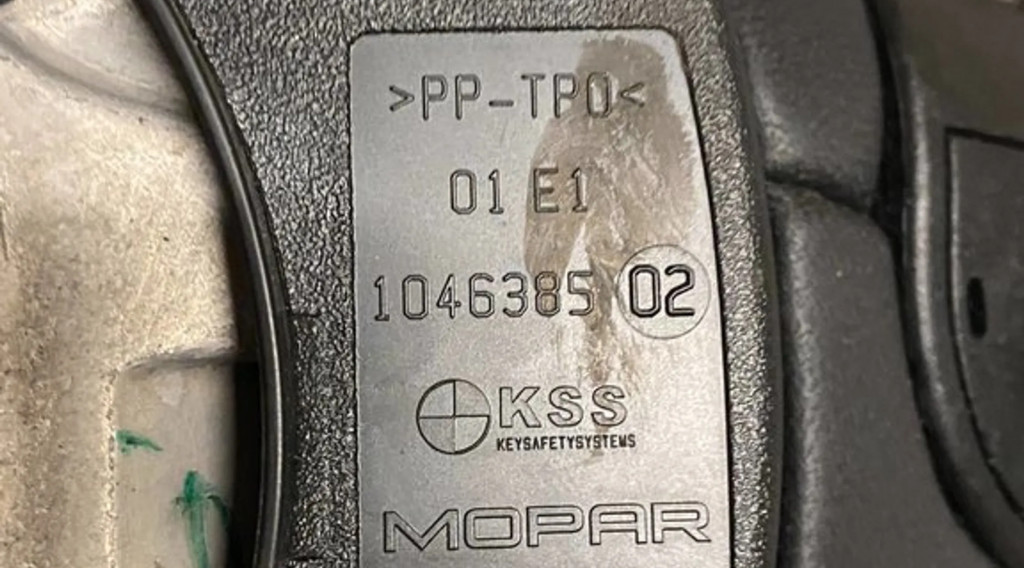 >PP-TPO<
01 E1
1046385 02
KSS
KEYSAFETYSYSTEMS
MOPAR